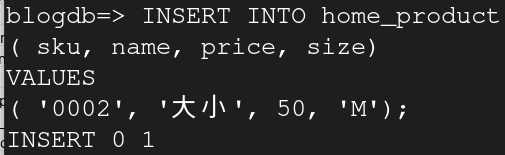 blogdb=> INSERT INTO home_product
( sku, name, price, size)
VALUES
( '0002', '大小', 50, 'M');
INSERT 0 1